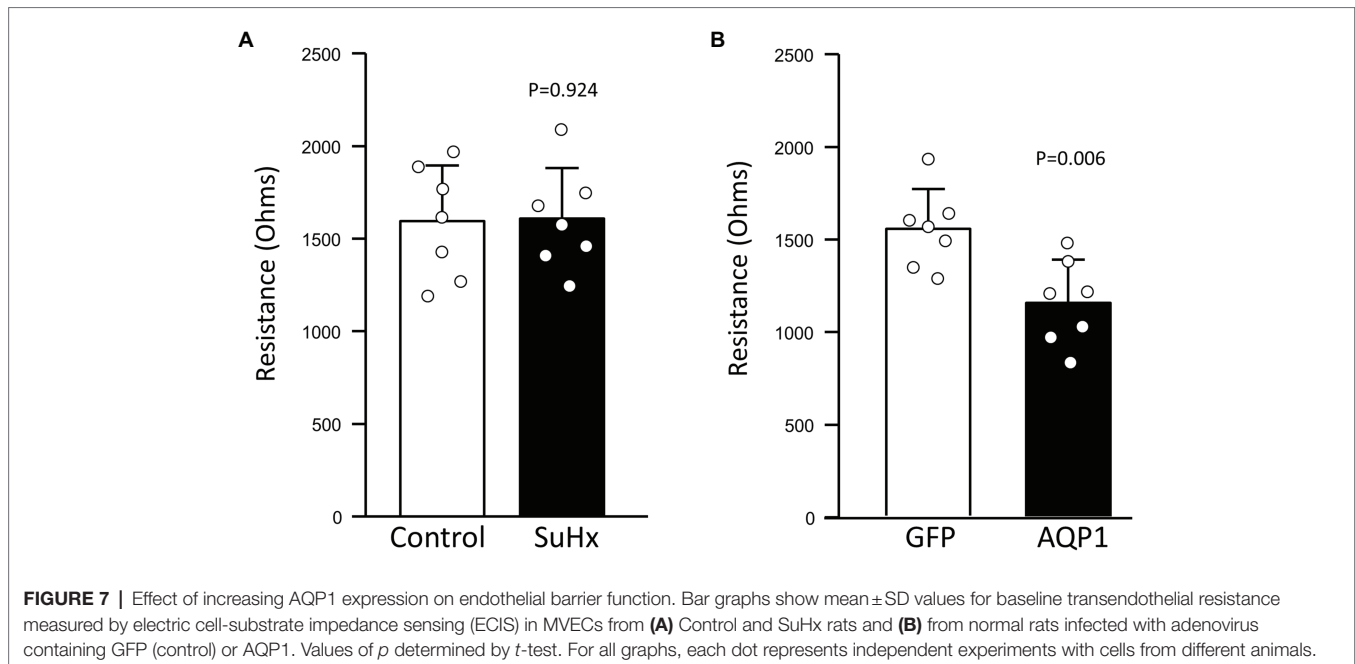 A
2500
2000
1500
1000
500
0
Resistance (Ohms)
P=0.924
Control
SuHx
B
2500
2000
1500
1000
500
0
Resistance (Ohms)
P=0.006
GFP
AQP1
FIGURE 7 | Effect of increasing AQP1 expression on endothelial barrier function. Bar graphs show mean±SD values for baseline transendothelial resistance
measured by electric cell-substrate impedance sensing (ECIS) in MVECs from (A) Control and SuHx rats and (B) from normal rats infected with adenovirus
containing GFP (control) or AQP1. Values of p determined by t-test. For all graphs, each dot represents independent experiments with cells from different animals.